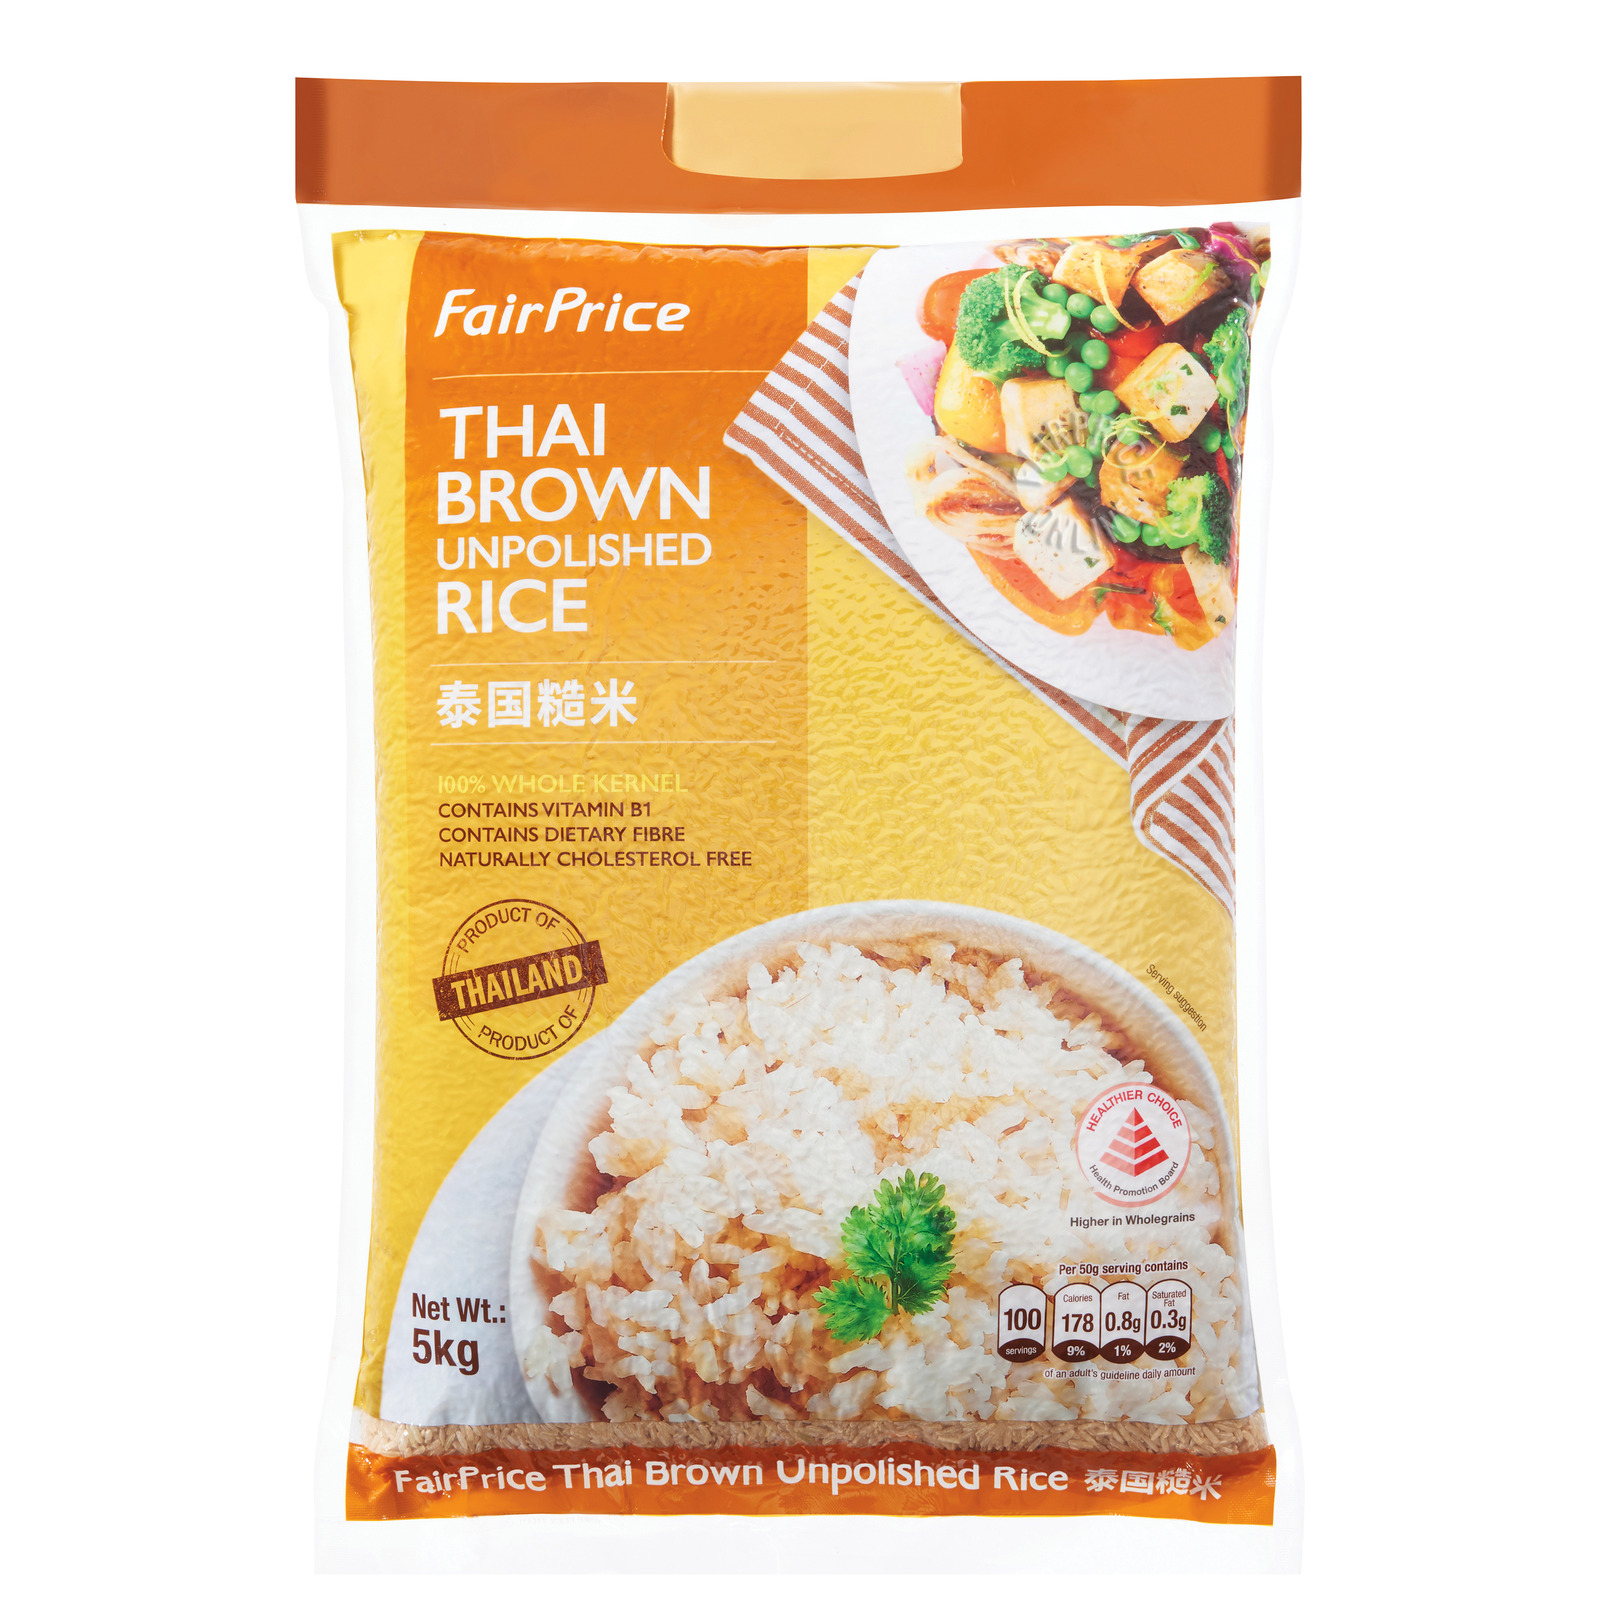 FairPrice
THAI
BROWN
UNPOLISHED
RICE
泰国糙米
100% WHOLE KERNEL
CONTAINS VITAMIN B1
CONTAINS DIETARY FIBRE
NATURALLY CHOLESTEROL FREE
PRODUCT OF
THAILAND
PRODUCT OF
Serving suggestion
HEALTHIER CHOICE
Health Promotion Board
Higher in Wholegrains
Per 50g serving contains
100 servings
Calories 178 9%
Fat 0.8g 1%
Saturated Fat 0.3g 2%
of an adult's guideline daily amount
Net Wt.:
5kg
FairPrice Thai Brown Unpolished Rice 泰国糙米